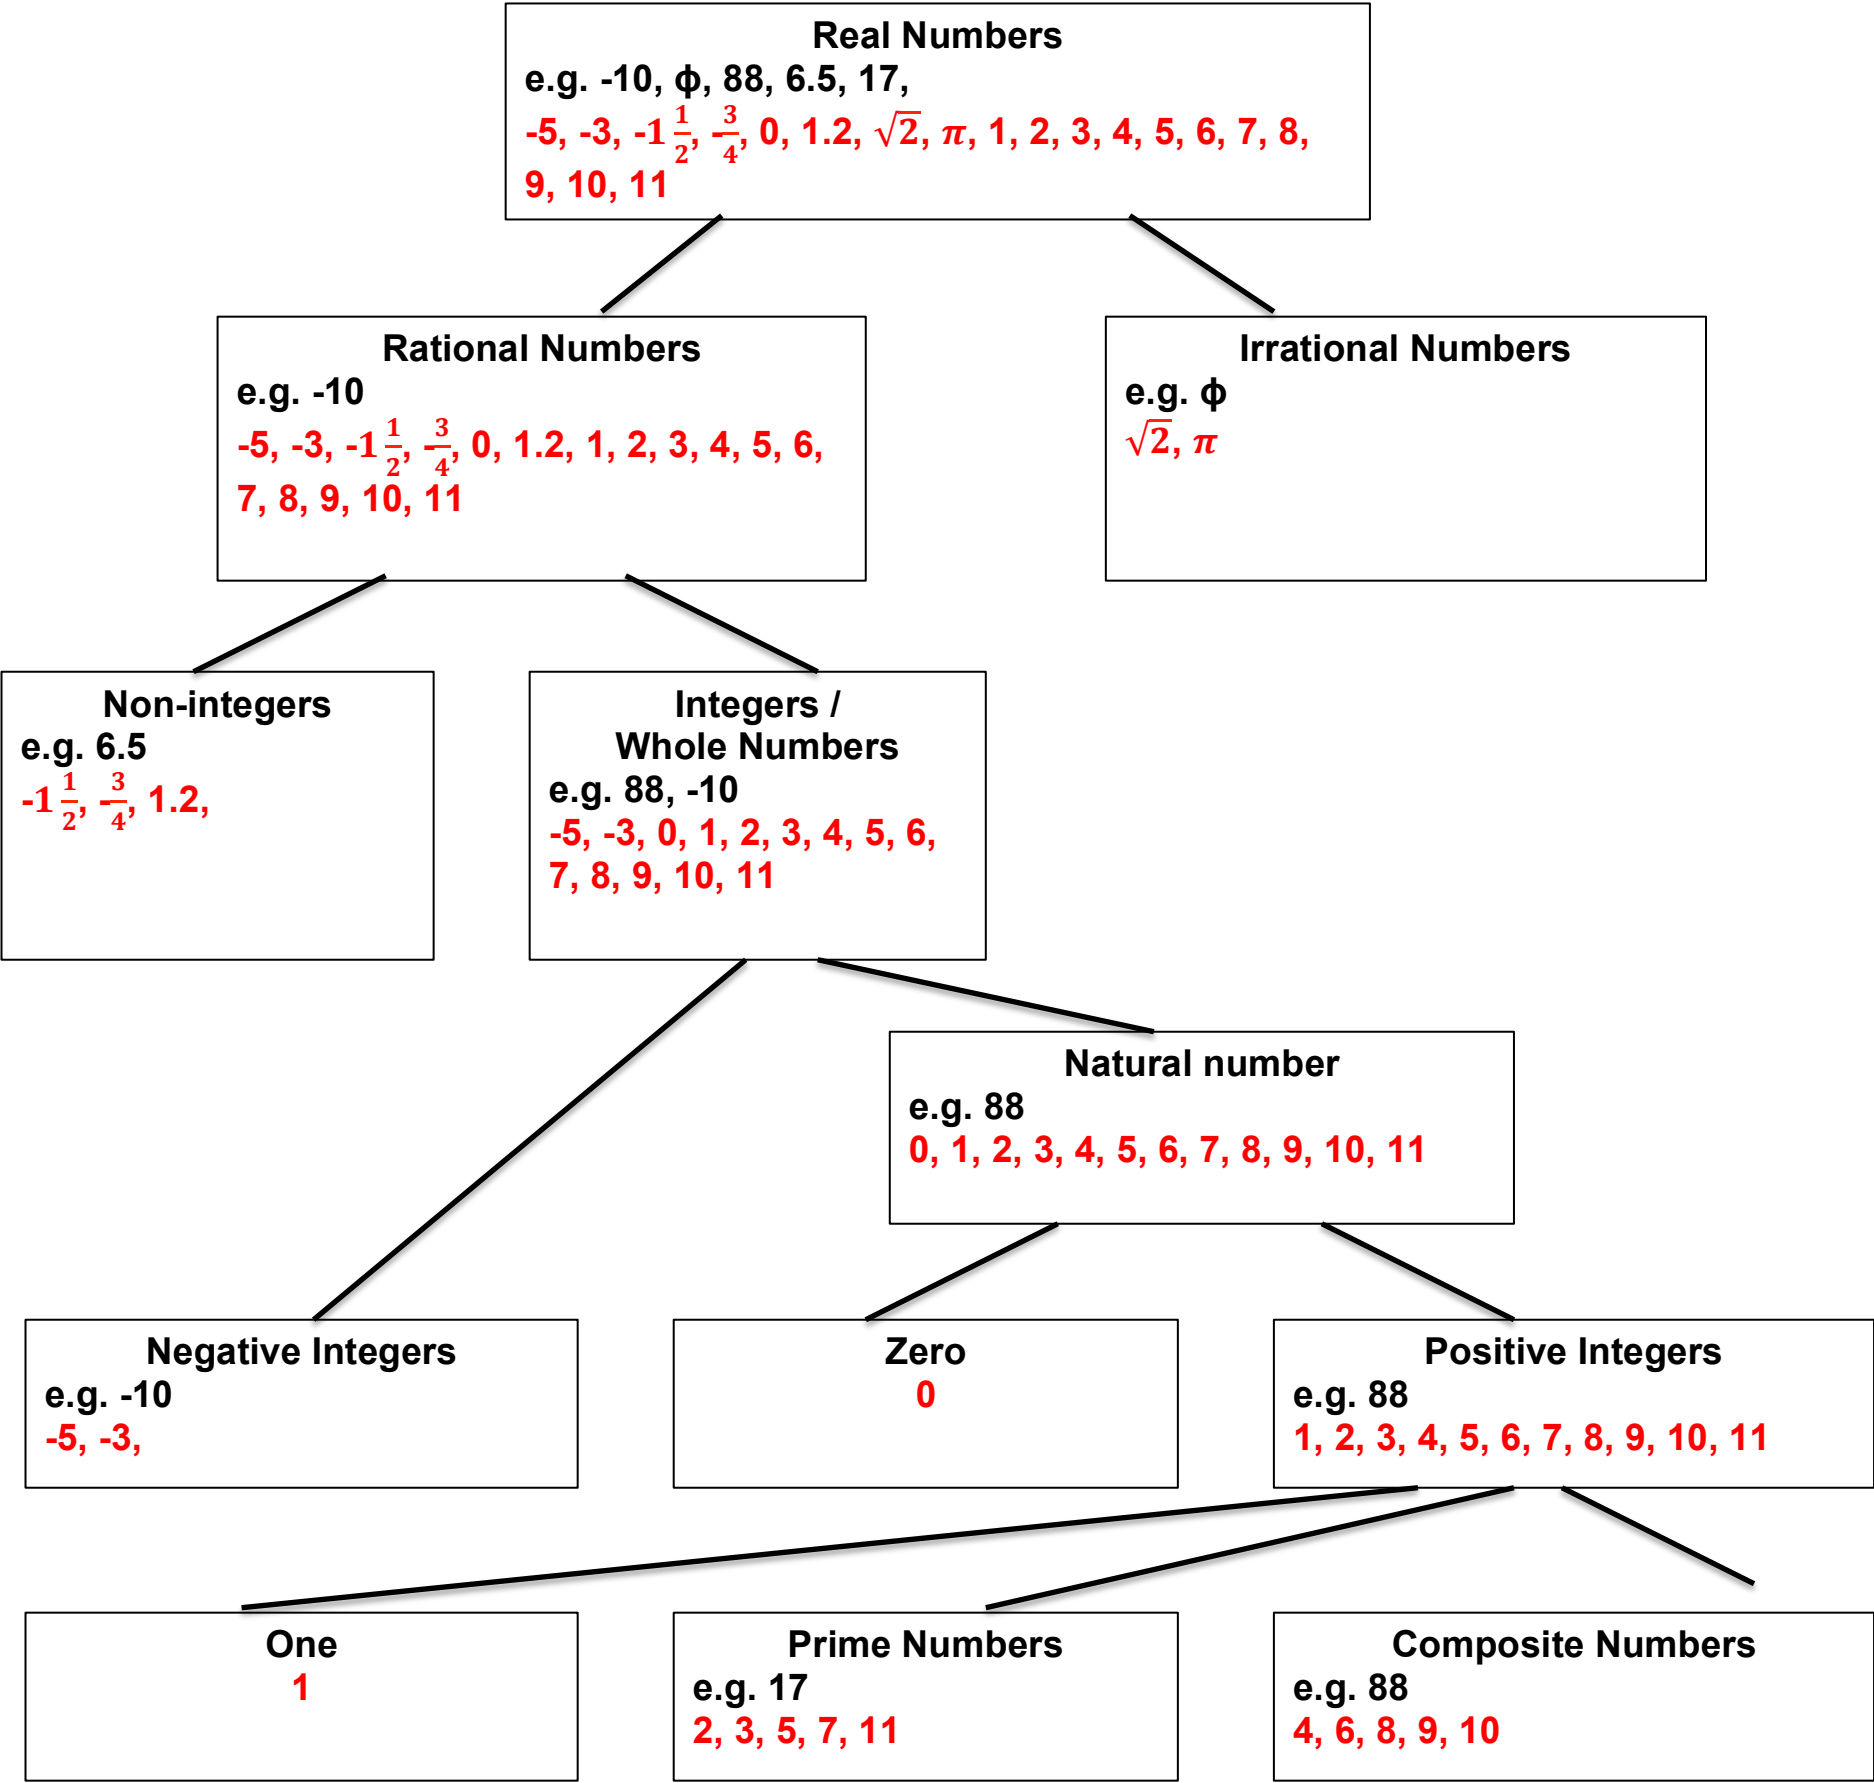 Real Numbers
e.g. -10, ϕ, 88, 6.5, 17,
-5, -3, -1 1/2, -3/4, 0, 1.2, √2, π, 1, 2, 3, 4, 5, 6, 7, 8,
9, 10, 11
Rational Numbers
e.g. -10
-5, -3, -1 1/2, -3/4, 0, 1.2, 1, 2, 3, 4, 5, 6,
7, 8, 9, 10, 11
Irrational Numbers
e.g. ϕ
√2, π
Non-integers
e.g. 6.5
-1 1/2, -3/4, 1.2,
Integers /
Whole Numbers
e.g. 88, -10
-5, -3, 0, 1, 2, 3, 4, 5, 6,
7, 8, 9, 10, 11
Natural number
e.g. 88
0, 1, 2, 3, 4, 5, 6, 7, 8, 9, 10, 11
Negative Integers
e.g. -10
-5, -3,
Zero
0
Positive Integers
e.g. 88
1, 2, 3, 4, 5, 6, 7, 8, 9, 10, 11
One
1
Prime Numbers
e.g. 17
2, 3, 5, 7, 11
Composite Numbers
e.g. 88
4, 6, 8, 9, 10